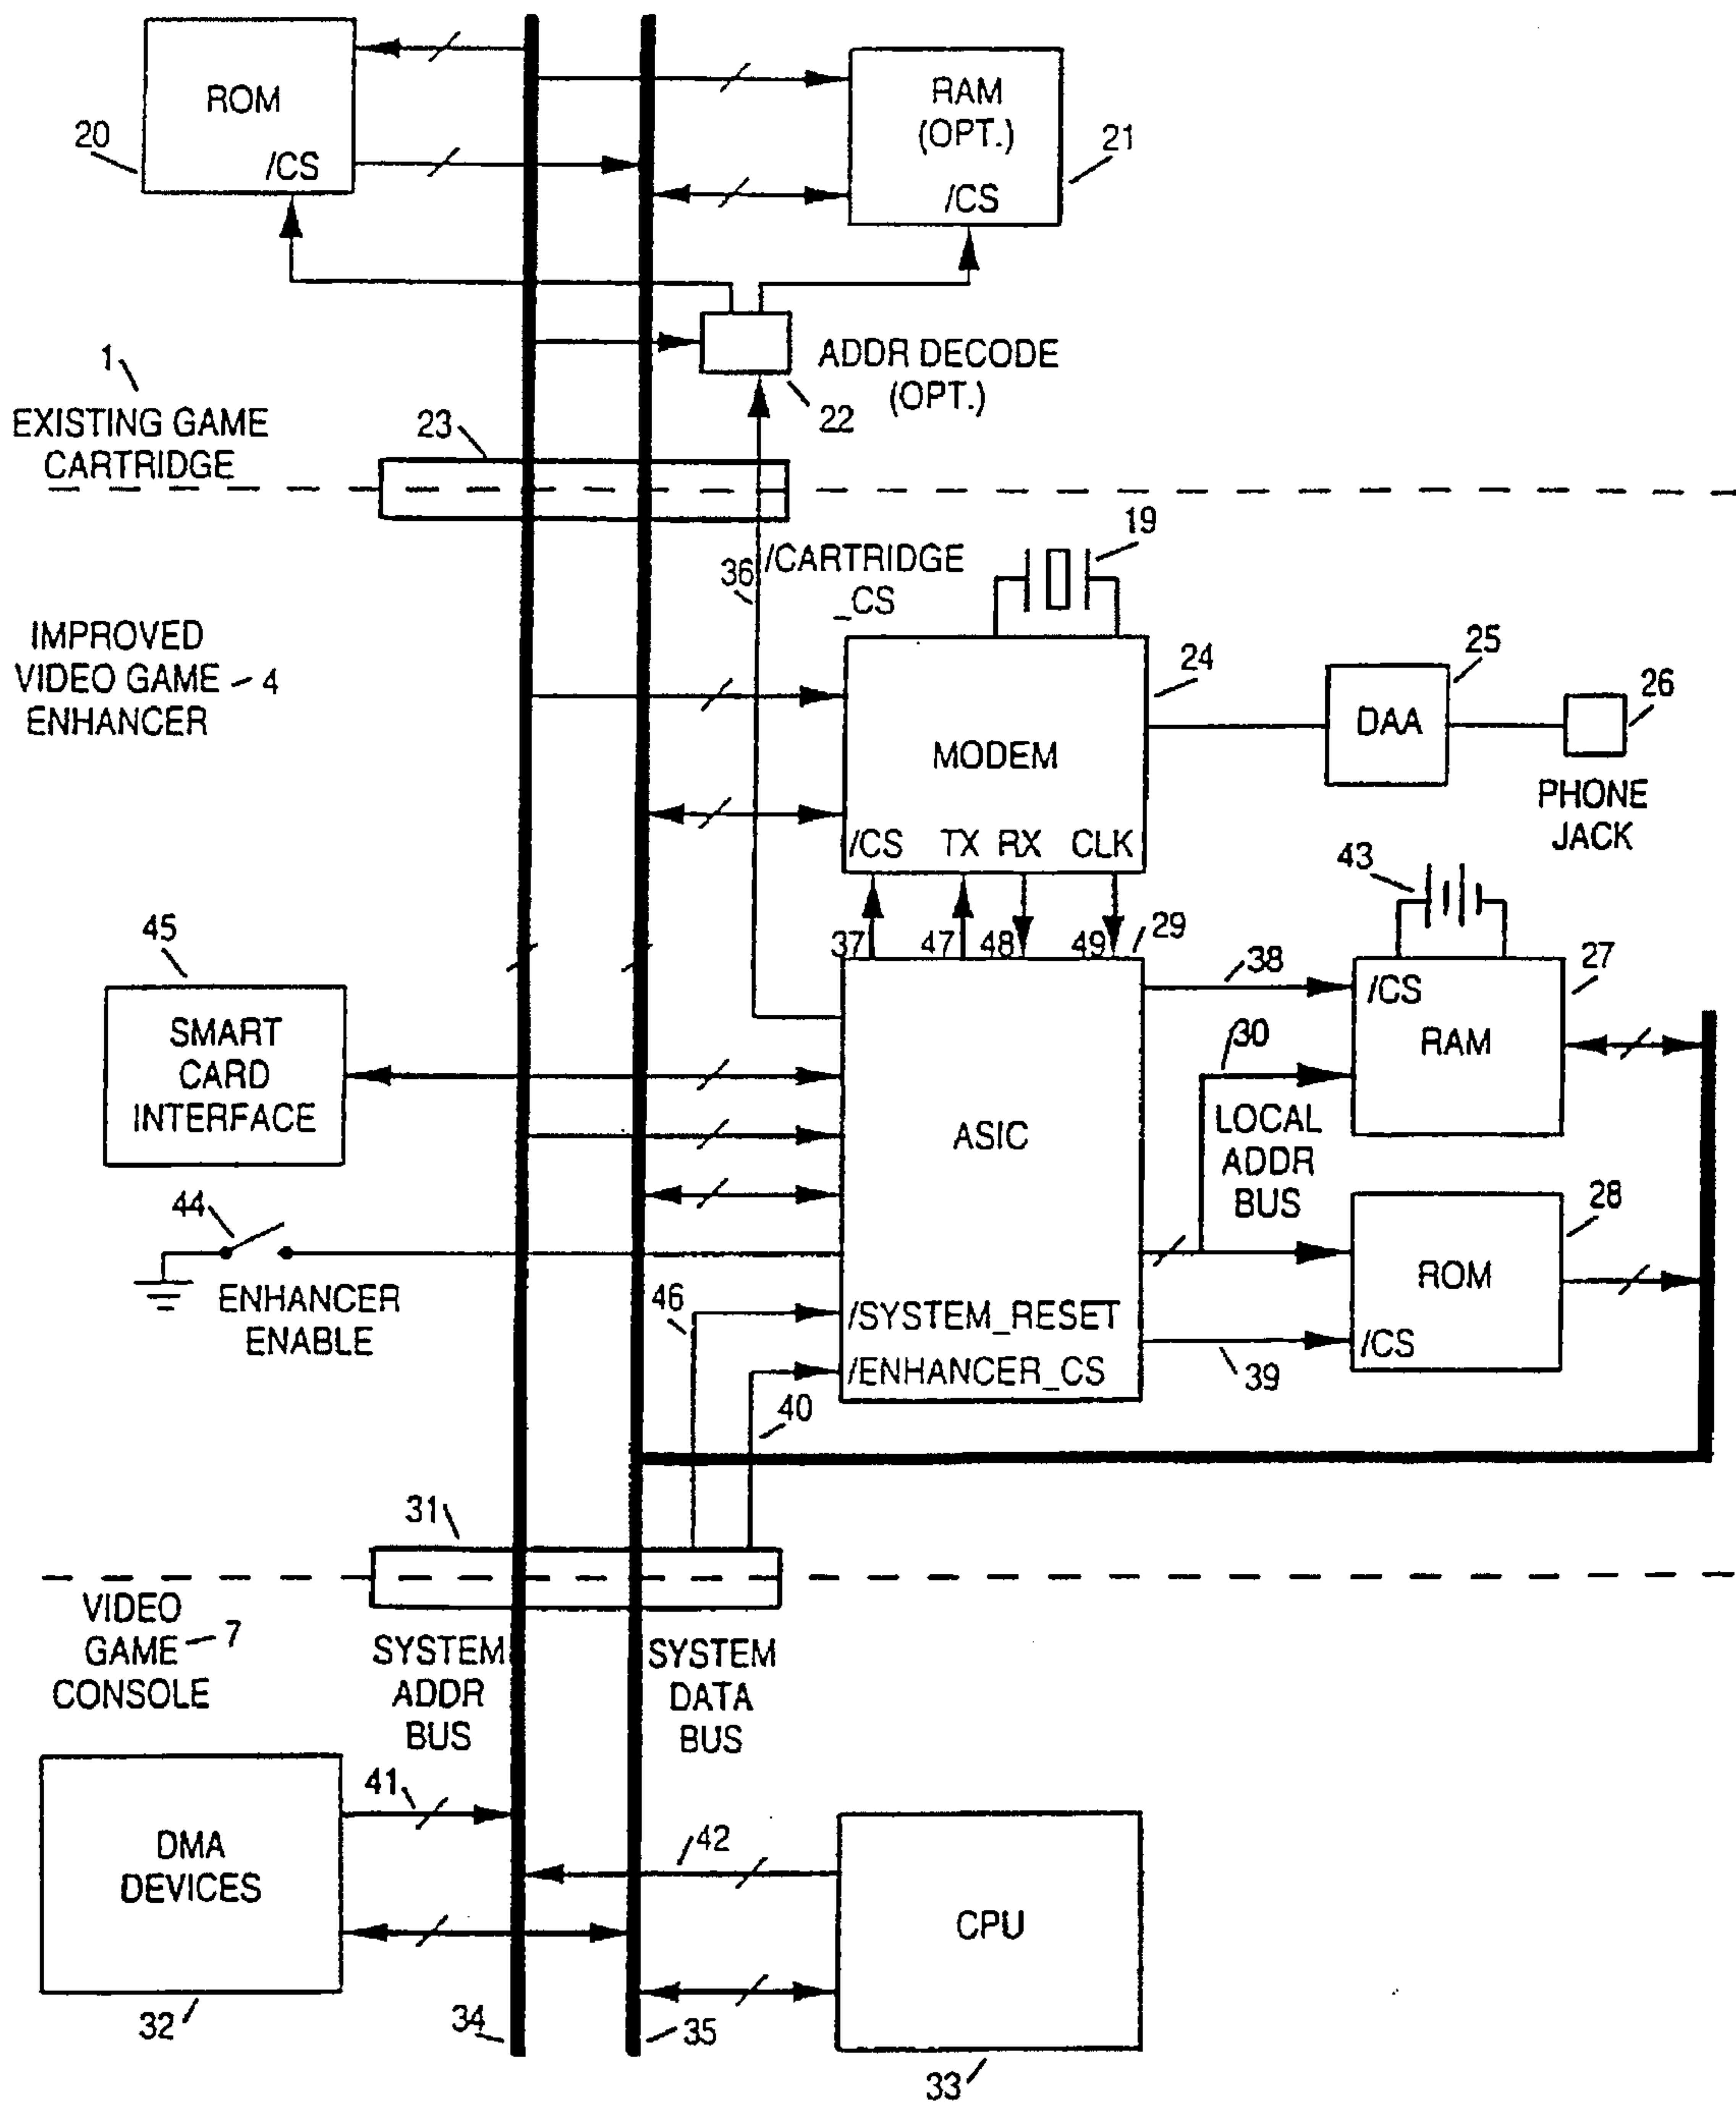 ROM
/CS
20
RAM
(OPT.)
/CS
21
ADDR DECODE
(OPT.)
22
1
EXISTING GAME
CARTRIDGE
23
36
/CARTRIDGE
_CS
19
IMPROVED
VIDEO GAME 4
ENHANCER
MODEM
/CS TX RX CLK
24
DAA
25
26
PHONE
JACK
37 47 48 49 29
43
45
SMART
CARD
INTERFACE
ASIC
38
/CS
RAM
27
30
LOCAL
ADDR
BUS
44
ENHANCER
ENABLE
46
/SYSTEM_RESET
/ENHANCER_CS
40
ROM
/CS
28
39
31
VIDEO
GAME 7
CONSOLE
SYSTEM
ADDR
BUS
SYSTEM
DATA
BUS
41
DMA
DEVICES
32
42
CPU
33
34
35